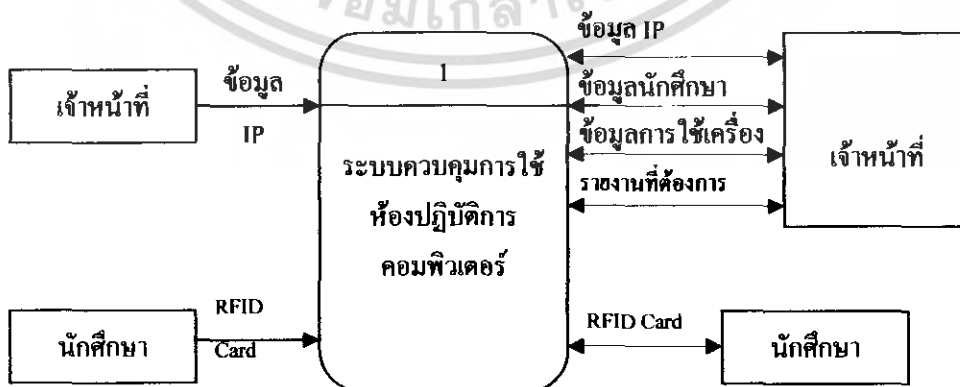 ข้อมูล IP
1
เจ้าหน้าที่
ข้อมูล
IP
ข้อมูลนักศึกษา
ข้อมูลการใช้เครื่อง
รายงานที่ต้องการ
เจ้าหน้าที่
ระบบควบคุมการใช้
ห้องปฏิบัติการ
คอมพิวเตอร์
นักศึกษา
RFID
Card
RFID Card
นักศึกษา